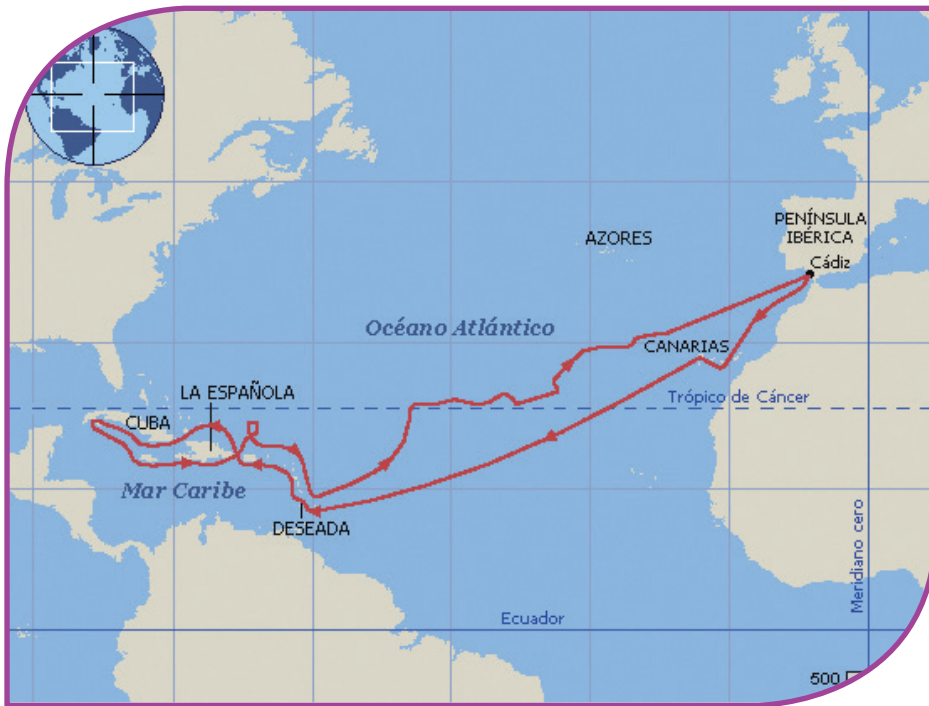 PENÍNSULA
IBÉRICA
Cádiz
AZORES
Océano Atlántico
CANARIAS
LA ESPAÑOLA
Trópico de Cáncer
CUBA
Mar Caribe
DESEADA
Meridiano cero
Ecuador
500